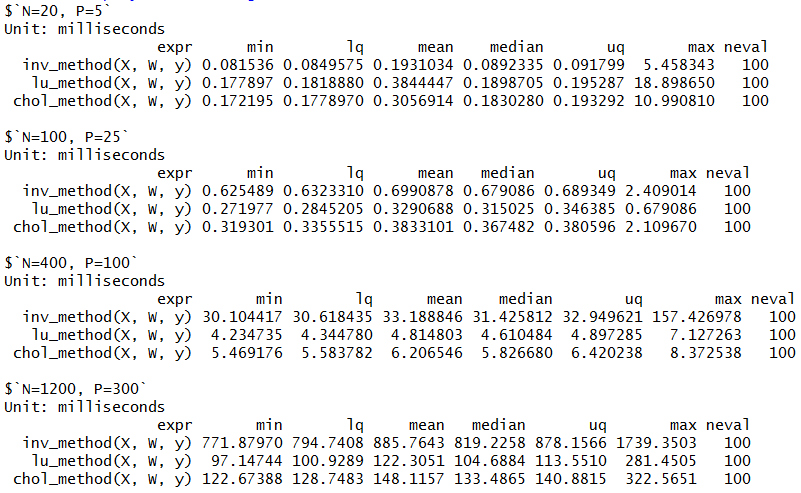 $`N=20, P=5`
Unit: milliseconds
expr min lq mean median uq max neval
inv_method(X, W, y) 0.081536 0.0849575 0.1931034 0.0892335 0.091799 5.458343 100
lu_method(X, W, y) 0.177897 0.1818880 0.3844447 0.1898705 0.195287 18.898650 100
chol_method(X, W, y) 0.172195 0.1778970 0.3056914 0.1830280 0.193292 10.990810 100
$`N=100, P=25`
Unit: milliseconds
expr min lq mean median uq max neval
inv_method(X, W, y) 0.625489 0.6323310 0.6990878 0.679086 0.689349 2.409014 100
lu_method(X, W, y) 0.271977 0.2845205 0.3290688 0.315025 0.346385 0.679086 100
chol_method(X, W, y) 0.319301 0.3355515 0.3833101 0.367482 0.380596 2.109670 100
$`N=400, P=100`
Unit: milliseconds
expr min lq mean median uq max neval
inv_method(X, W, y) 30.104417 30.618435 33.188846 31.425812 32.949621 157.426978 100
lu_method(X, W, y) 4.234735 4.344780 4.814803 4.610484 4.897285 7.127263 100
chol_method(X, W, y) 5.469176 5.583782 6.206546 5.826680 6.420238 8.372538 100
$`N=1200, P=300`
Unit: milliseconds
expr min lq mean median uq max neval
inv_method(X, W, y) 771.87970 794.7408 885.7643 819.2258 878.1566 1739.3503 100
lu_method(X, W, y) 97.14744 100.9289 122.3051 104.6884 113.5510 281.4505 100
chol_method(X, W, y) 122.67388 128.7483 148.1157 133.4865 140.8815 322.5651 100